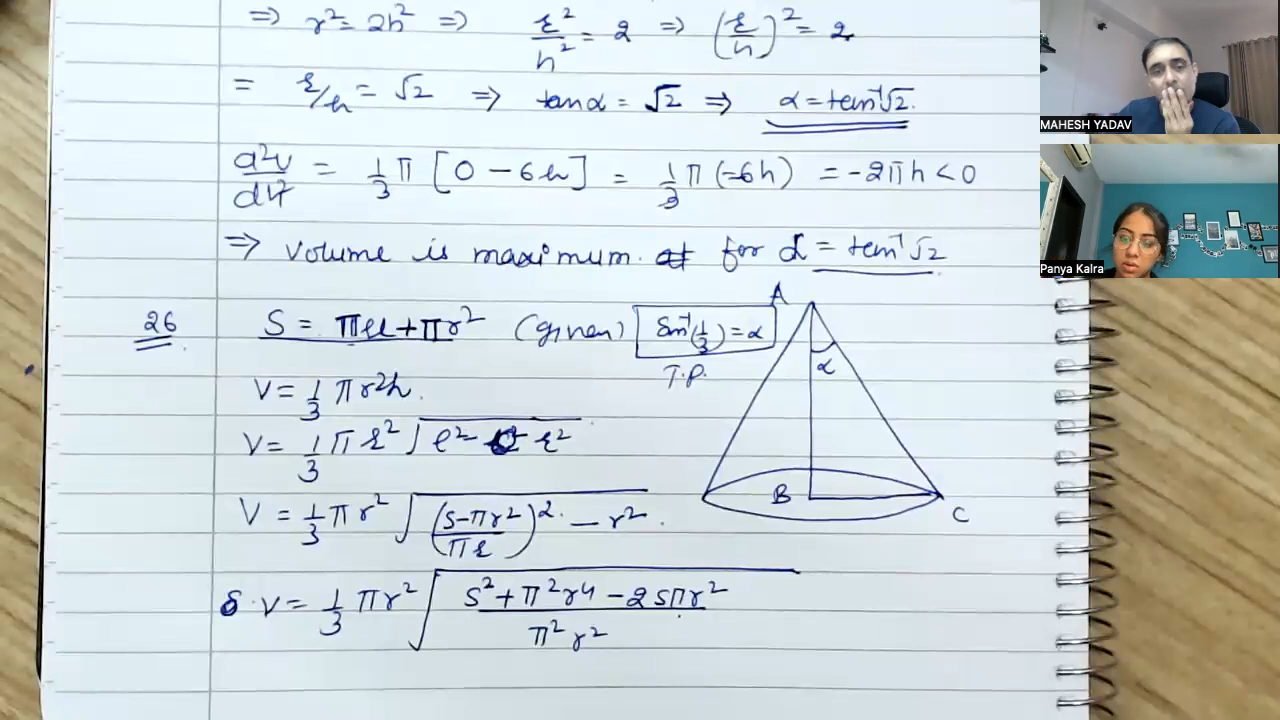 ⇒ r² = 2h² ⇒ r²/h² = 2 ⇒ (r/h)² = 2
= r/h = √2 ⇒ tanα = √2 ⇒ α = tan⁻¹√2.
d²v/dh² = 1/3 π [0 − 6h] = 1/3 π (−6h) = −2πh < 0
⇒ volume is maximum for α = tan⁻¹√2
26 S = πrl + πr² (given) Sin⁻¹(1/3) = α
T.P.
V = 1/3 πr²h.
V = 1/3 πr² √(l² − r²)
V = 1/3 πr² √(((S−πr²)/πr)² − r²)
V = 1/3 πr² √((S² + π²r⁴ − 2sπr²)/(π²r²))
A
α
B
C
MAHESH YADAV
Panya Kalra